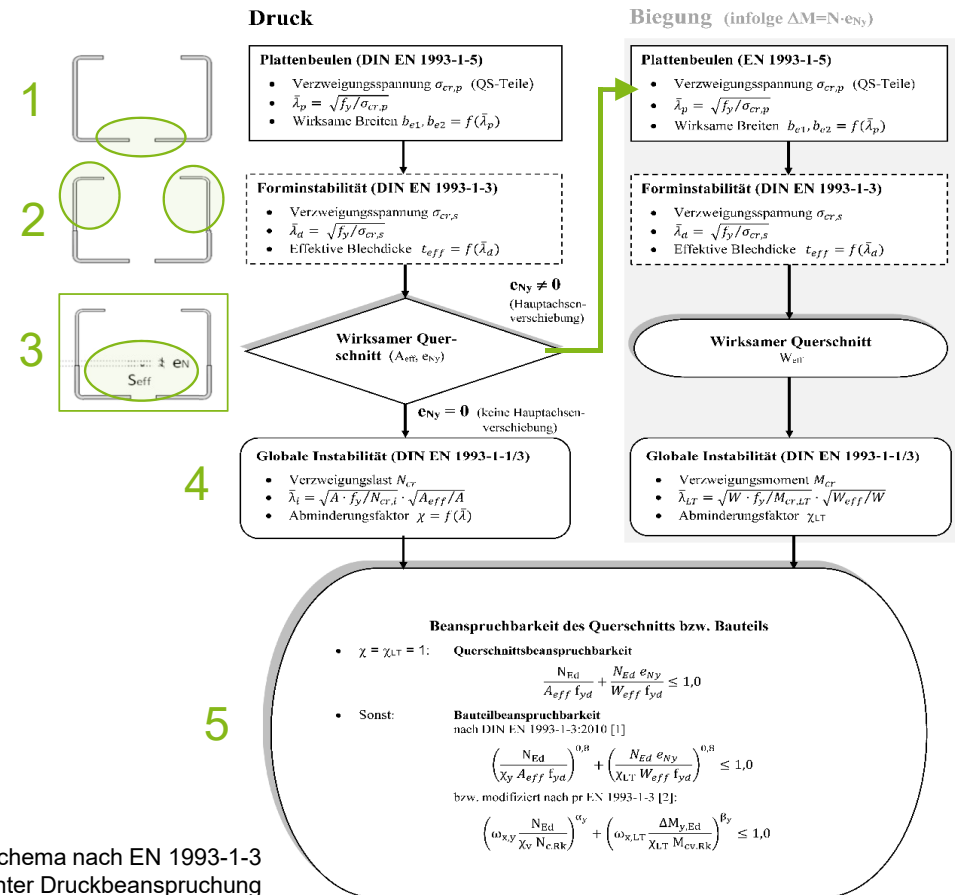 Druck
Biegung (infolge ΔM=N·eNy)
1
2
3
eN
Seff
4
5
Plattenbeulen (DIN EN 1993-1-5)
• Verzweigungsspannung σcr,p (QS-Teile)
• λ̄p = √(fy/σcr,p)
• Wirksame Breiten be1, be2 = f(λ̄p)
Forminstabilität (DIN EN 1993-1-3)
• Verzweigungsspannung σcr,s
• λ̄d = √(fy/σcr,s)
• Effektive Blechdicke teff = f(λ̄d)
eNy ≠ 0
(Hauptachsen-
verschiebung)
Wirksamer Quer-
schnitt (Aeff, eNy)
eNy = 0 (keine Hauptachsen-
verschiebung)
Globale Instabilität (DIN EN 1993-1-1/3)
• Verzweigungslast Ncr
• λ̄i = √(A · fy/Ncr,i) · √(Aeff/A)
• Abminderungsfaktor χ = f(λ̄)
Plattenbeulen (EN 1993-1-5)
• Verzweigungsspannung σcr,p (QS-Teile)
• λ̄p = √(fy/σcr,p)
• Wirksame Breiten be1, be2 = f(λ̄p)
Forminstabilität (DIN EN 1993-1-3)
• Verzweigungsspannung σcr,s
• λ̄d = √(fy/σcr,s)
• Effektive Blechdicke teff = f(λ̄d)
Wirksamer Querschnitt
Weff
Globale Instabilität (DIN EN 1993-1-1/3)
• Verzweigungsmoment Mcr
• λ̄LT = √(W · fy/Mcr,LT) · √(Weff/W)
• Abminderungsfaktor χLT
Beanspruchbarkeit des Querschnitts bzw. Bauteils
• χ = χLT = 1: Querschnittsbeanspruchbarkeit
NEd/(Aeff fyd) + (NEd eNy)/(Weff fyd) ≤ 1,0
• Sonst: Bauteilbeanspruchbarkeit
nach DIN EN 1993-1-3:2010 [1]
(NEd/(χy Aeff fyd))^0,8 + ((NEd eNy)/(χLT Weff fyd))^0,8 ≤ 1,0
bzw. modifiziert nach pr EN 1993-1-3 [2]:
(ωx,y NEd/(χy Nc.Rk))^αy + (ωx,LT ΔMy,Ed/(χLT Mcv.Rk))^βy ≤ 1,0
chema nach EN 1993-1-3
nter Druckbeanspruchung